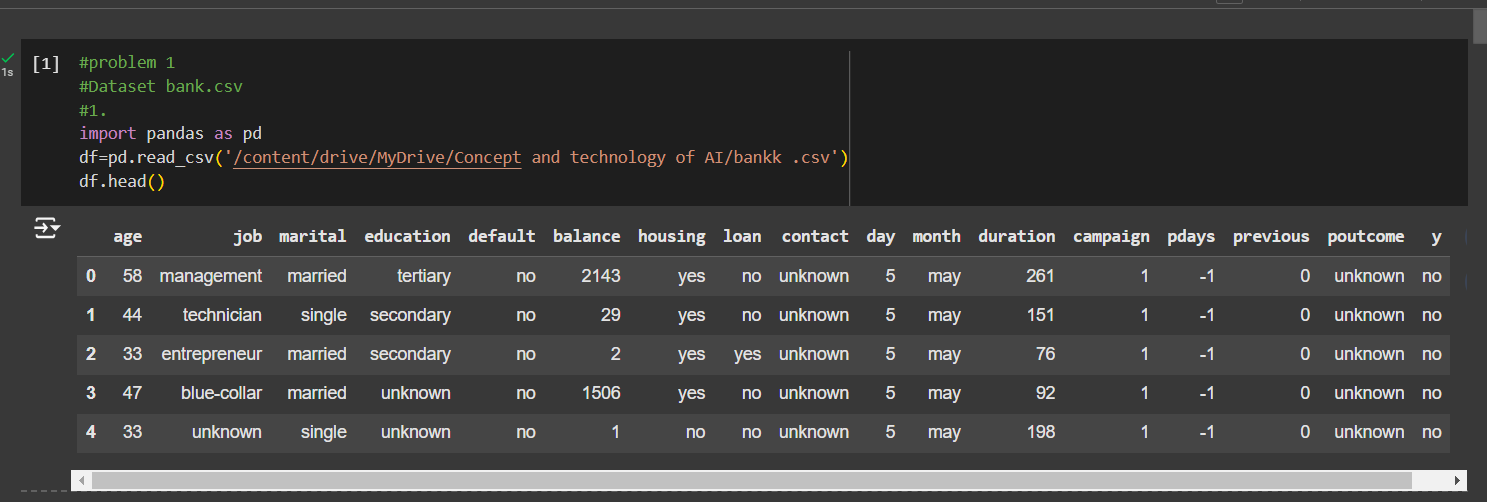 [1] #problem 1
1s
#Dataset bank.csv
#1.
import pandas as pd
df=pd.read_csv('/content/drive/MyDrive/Concept and technology of AI/bankk .csv')
df.head()
age job marital education default balance housing loan contact day month duration campaign pdays previous poutcome y
0 58 management married tertiary no 2143 yes no unknown 5 may 261 1 -1 0 unknown no
1 44 technician single secondary no 29 yes no unknown 5 may 151 1 -1 0 unknown no
2 33 entrepreneur married secondary no 2 yes yes unknown 5 may 76 1 -1 0 unknown no
3 47 blue-collar married unknown no 1506 yes no unknown 5 may 92 1 -1 0 unknown no
4 33 unknown single unknown no 1 no no unknown 5 may 198 1 -1 0 unknown no